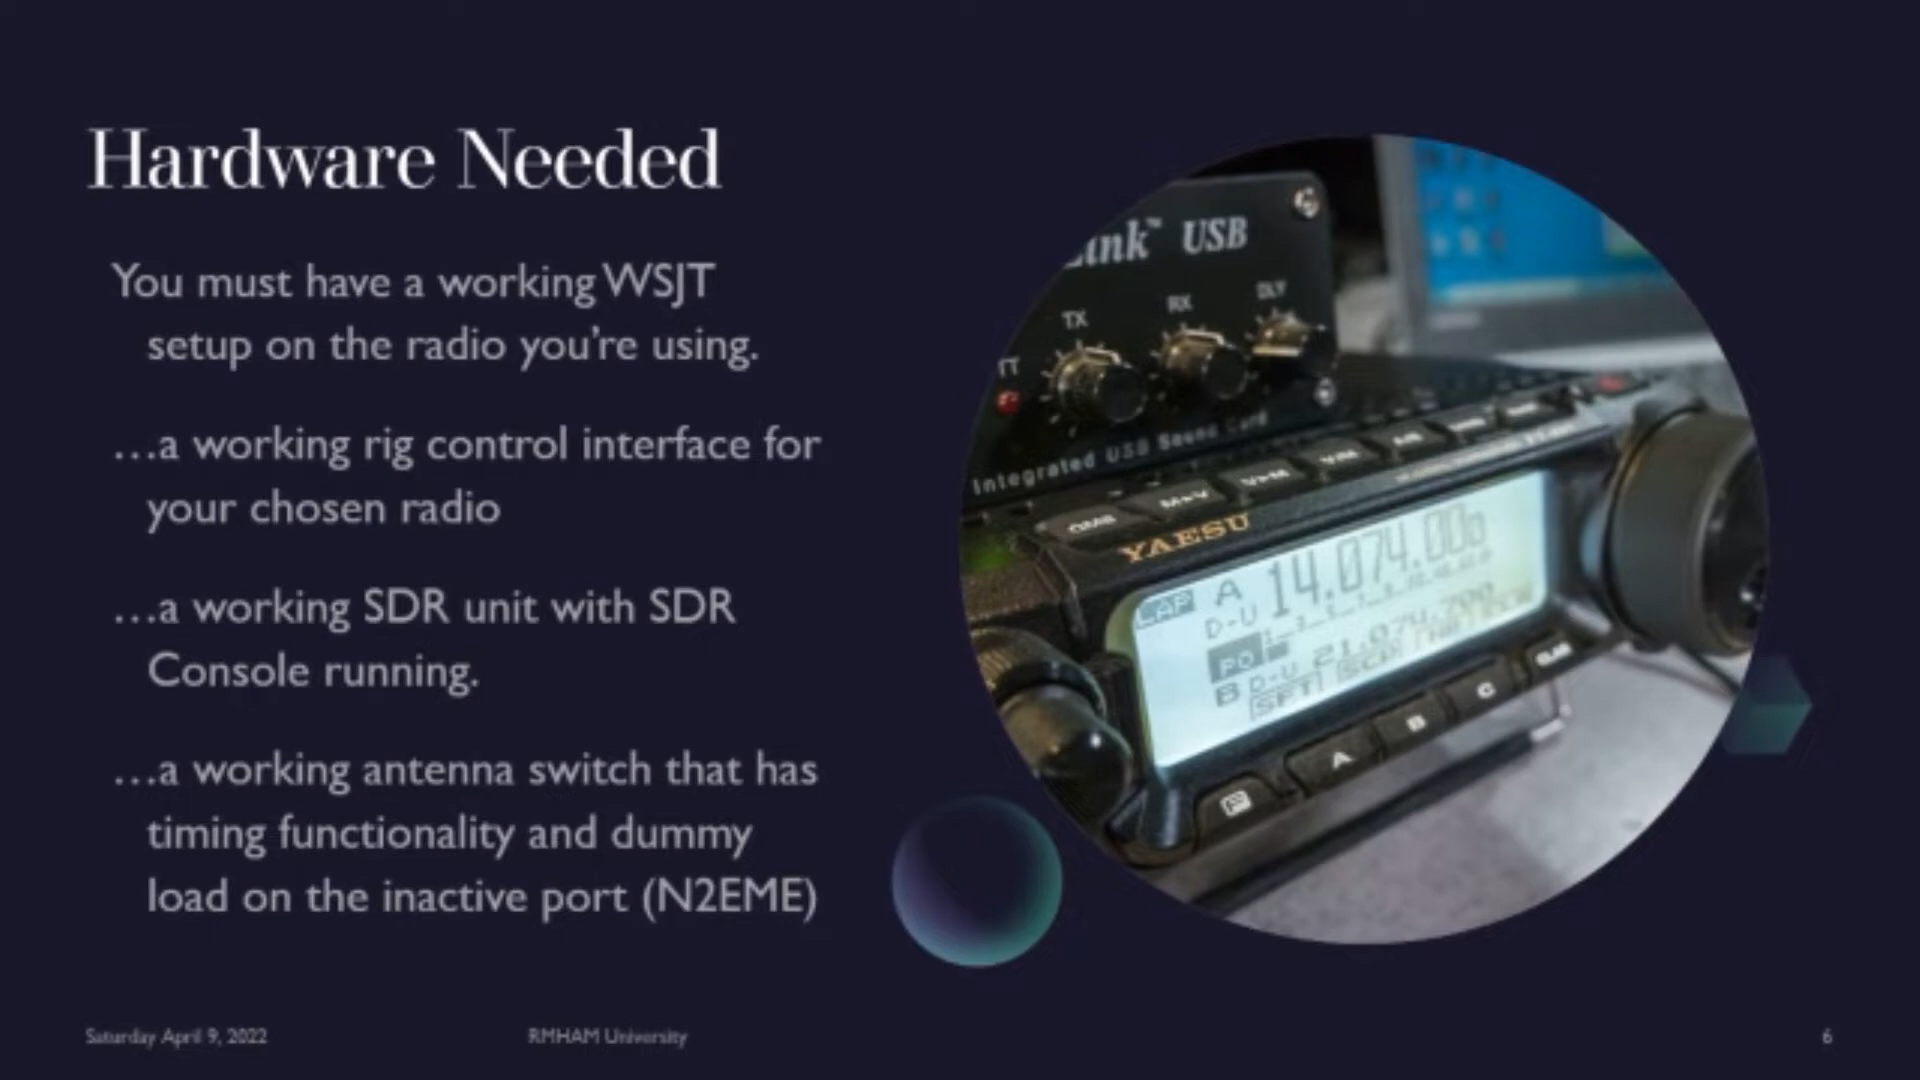 Hardware Needed
You must have a working WSJT
setup on the radio you're using.
…a working rig control interface for
your chosen radio
…a working SDR unit with SDR
Console running.
…a working antenna switch that has
timing functionality and dummy
load on the inactive port (N2EME)
ink™ USB
TX RX DLY
Integrated USB Sound Card
YAESU
A 14.074.00
D-U
PO
B D-U 21.074.700
A B C
Saturday April 9, 2022
RMHAM University
6